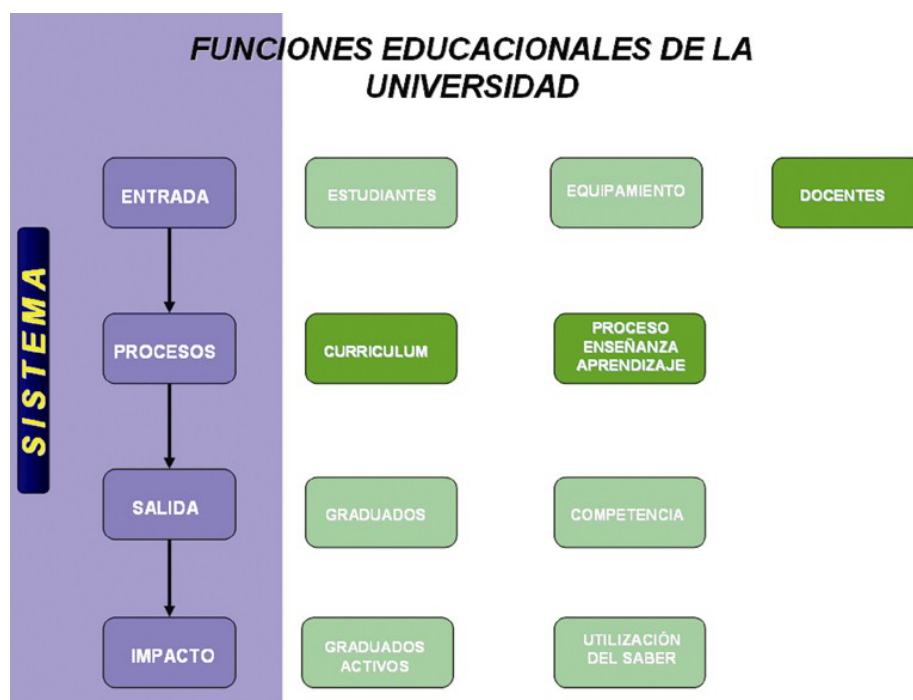 FUNCIONES EDUCACIONALES DE LA
UNIVERSIDAD
SISTEMA
ENTRADA
ESTUDIANTES
EQUIPAMIENTO
DOCENTES
PROCESOS
CURRICULUM
PROCESO
ENSEÑANZA
APRENDIZAJE
SALIDA
GRADUADOS
COMPETENCIA
IMPACTO
GRADUADOS
ACTIVOS
UTILIZACIÓN
DEL SABER